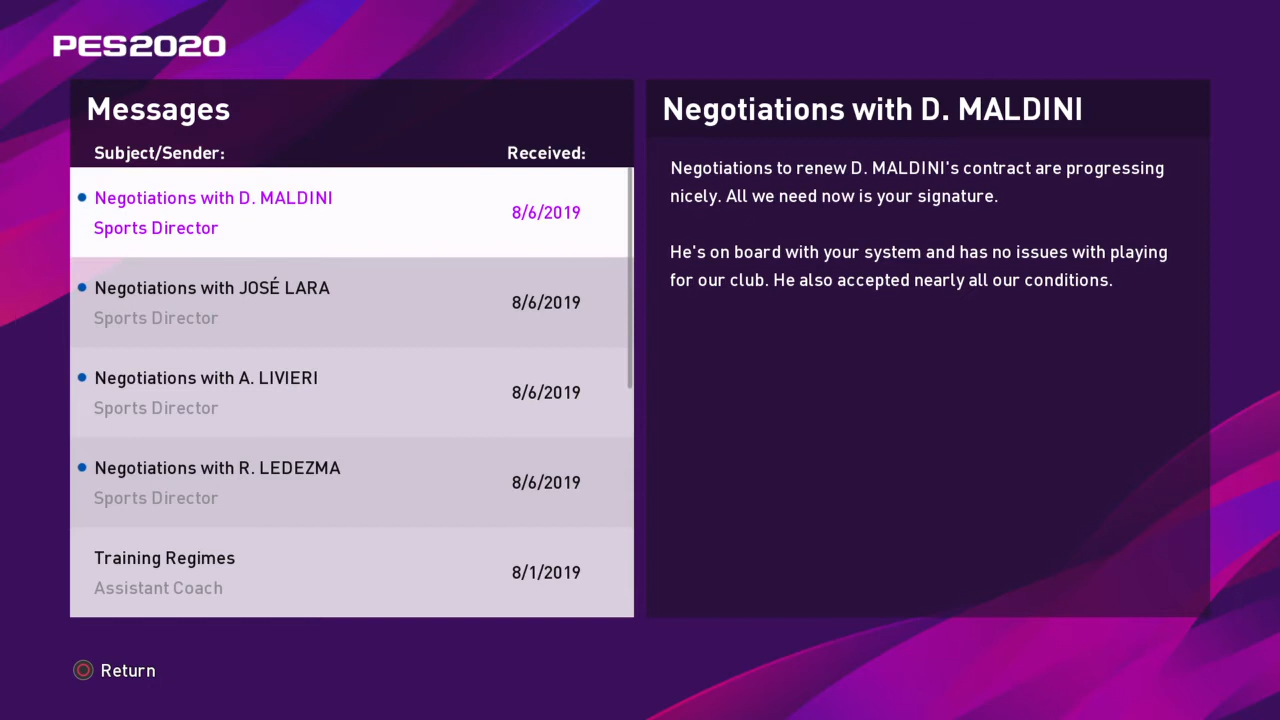 PES2020
Messages
Subject/Sender:
Received:
Negotiations with D. MALDINI
Sports Director
8/6/2019
Negotiations with JOSÉ LARA
Sports Director
8/6/2019
Negotiations with A. LIVIERI
Sports Director
8/6/2019
Negotiations with R. LEDEZMA
Sports Director
8/6/2019
Training Regimes
Assistant Coach
8/1/2019
Negotiations with D. MALDINI
Negotiations to renew D. MALDINI's contract are progressing
nicely. All we need now is your signature.
He's on board with your system and has no issues with playing
for our club. He also accepted nearly all our conditions.
Return